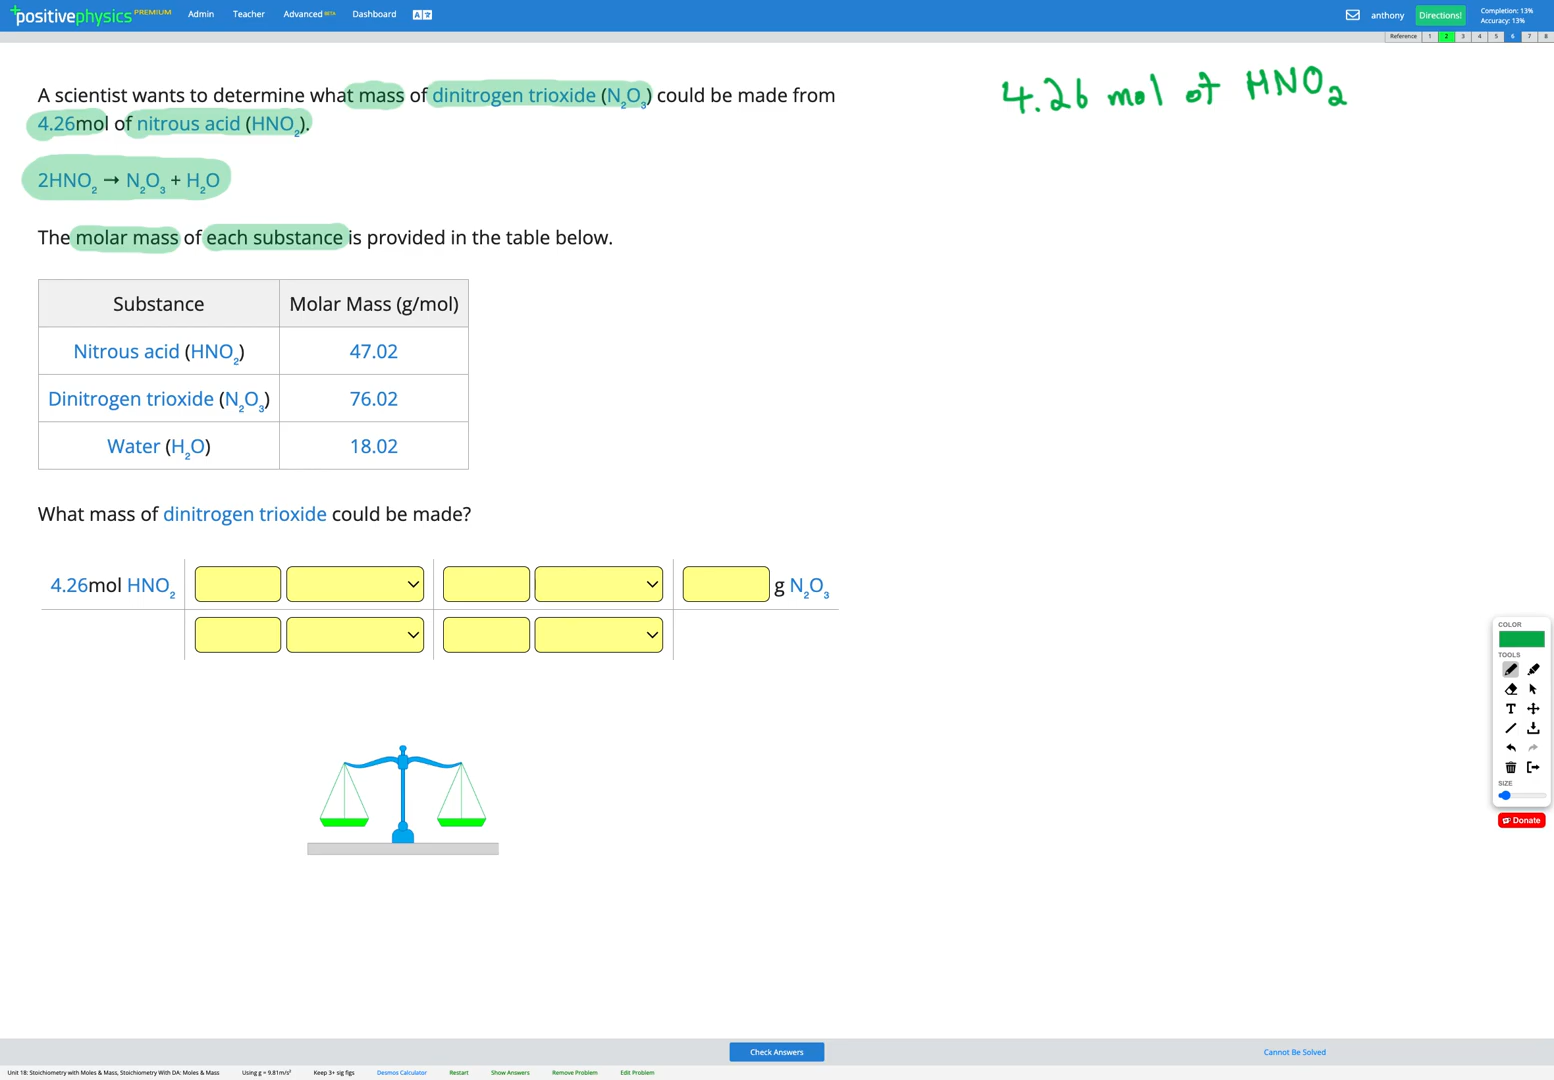 +positivephysics PREMIUM Admin Teacher Advanced BETA Dashboard A anthony Directions! Completion: 13%
Accuracy: 13%
Reference 1 2 3 4 5 6 7 8
A scientist wants to determine what mass of dinitrogen trioxide (N₂O₃) could be made from
4.26mol of nitrous acid (HNO₂).
4.26 mol of HNO₂
2HNO₂ → N₂O₃ + H₂O
The molar mass of each substance is provided in the table below.
Substance Molar Mass (g/mol)
Nitrous acid (HNO₂) 47.02
Dinitrogen trioxide (N₂O₃) 76.02
Water (H₂O) 18.02
What mass of dinitrogen trioxide could be made?
4.26mol HNO₂ g N₂O₃
COLOR
TOOLS
T
SIZE
Donate
Check Answers Cannot Be Solved
Unit 18: Stoichiometry with Moles & Mass, Stoichiometry With DA: Moles & Mass Using g = 9.81m/s² Keep 3+ sig figs Desmos Calculator Restart Show Answers Remove Problem Edit Problem